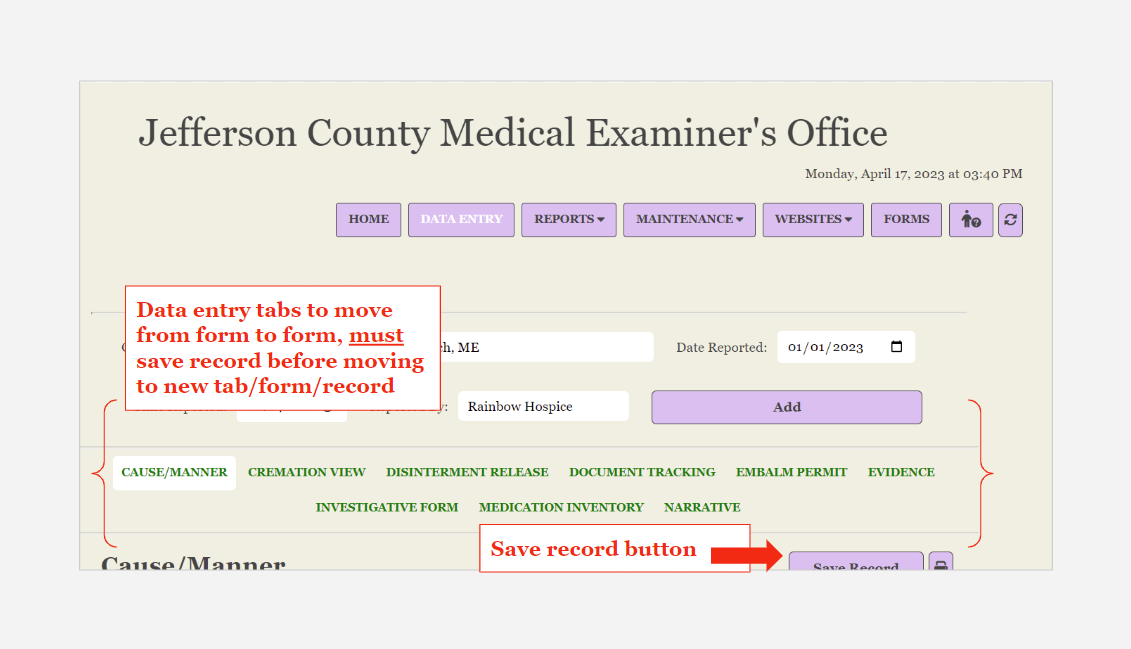 Jefferson County Medical Examiner's Office
Monday, April 17, 2023 at 03:40 PM
HOME DATA ENTRY REPORTS MAINTENANCE WEBSITES FORMS
Data entry tabs to move
from form to form, must
save record before moving
to new tab/form/record
ME Date Reported: 01/01/2023
Rainbow Hospice Add
CAUSE/MANNER CREMATION VIEW DISINTERMENT RELEASE DOCUMENT TRACKING EMBALM PERMIT EVIDENCE
INVESTIGATIVE FORM MEDICATION INVENTORY NARRATIVE
Save record button
Cause/Manner Save Record